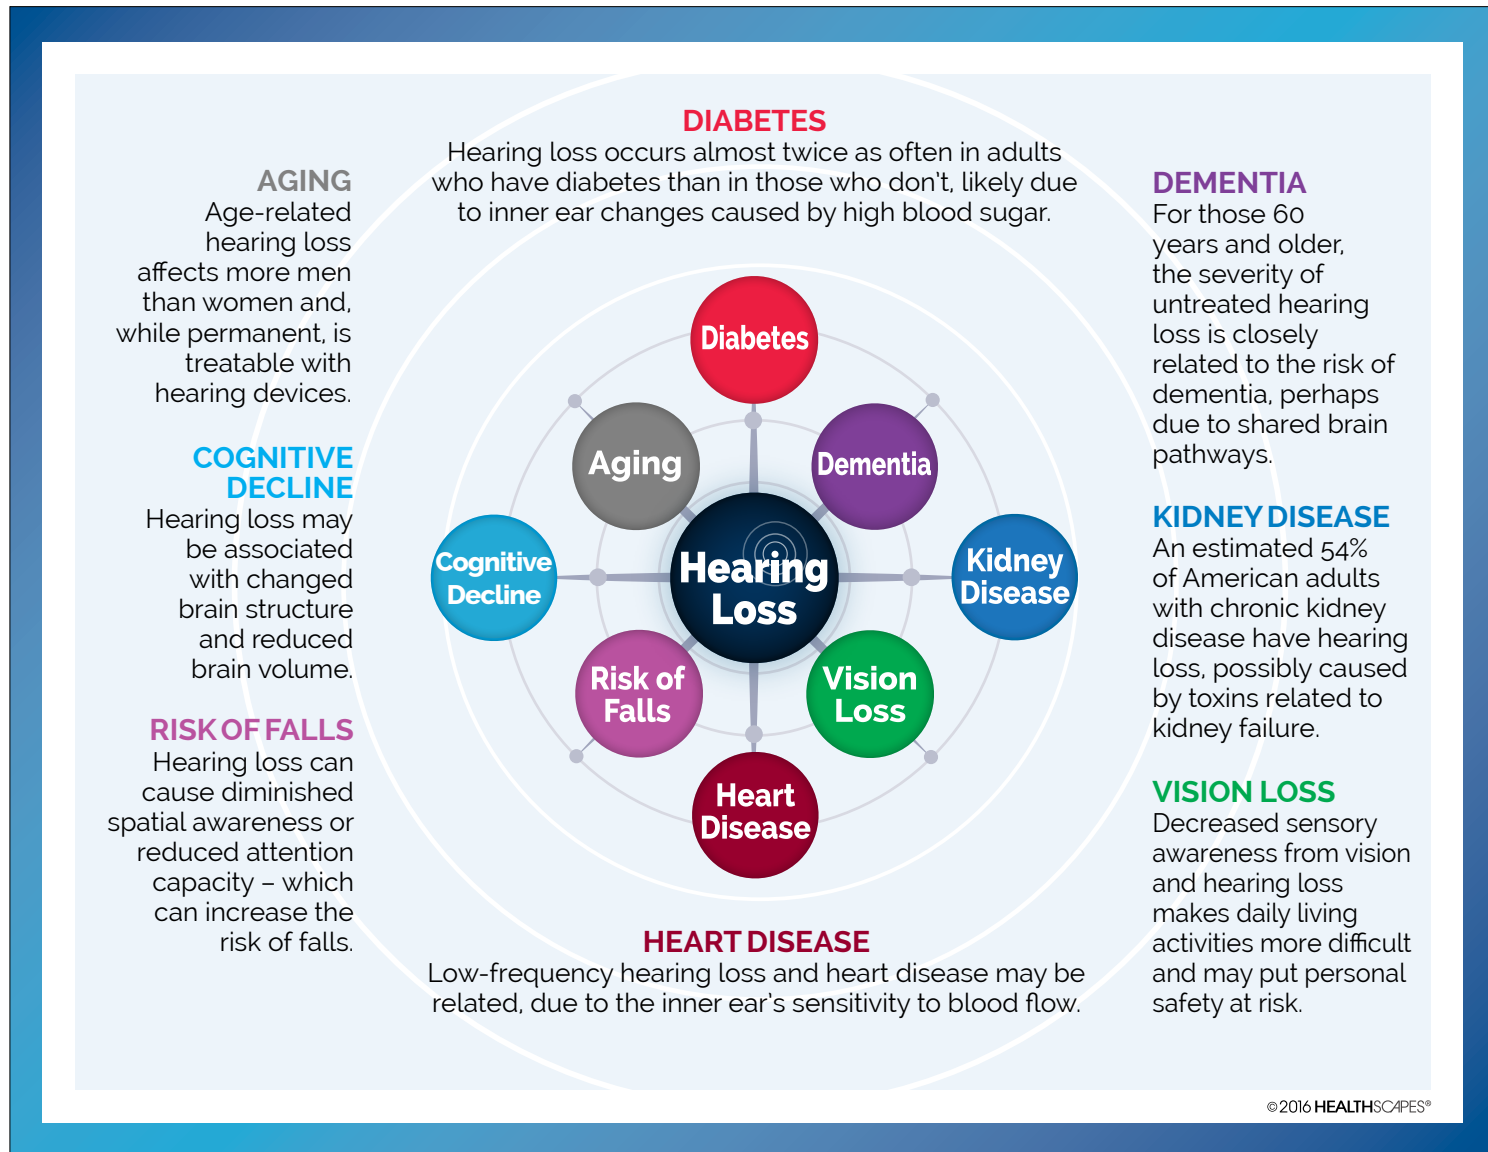 DIABETES
Hearing loss occurs almost twice as often in adults
who have diabetes than in those who don't, likely due
to inner ear changes caused by high blood sugar.
AGING
Age-related
hearing loss
affects more men
than women and,
while permanent, is
treatable with
hearing devices.
COGNITIVE
DECLINE
Hearing loss may
be associated
with changed
brain structure
and reduced
brain volume.
RISK OF FALLS
Hearing loss can
cause diminished
spatial awareness or
reduced attention
capacity – which
can increase the
risk of falls.
Diabetes
Aging
Dementia
Cognitive
Decline
Hearing
Loss
Kidney
Disease
Risk of
Falls
Vision
Loss
Heart
Disease
DEMENTIA
For those 60
years and older,
the severity of
untreated hearing
loss is closely
related to the risk of
dementia, perhaps
due to shared brain
pathways.
KIDNEY DISEASE
An estimated 54%
of American adults
with chronic kidney
disease have hearing
loss, possibly caused
by toxins related to
kidney failure.
VISION LOSS
Decreased sensory
awareness from vision
and hearing loss
makes daily living
activities more difficult
and may put personal
safety at risk.
HEART DISEASE
Low-frequency hearing loss and heart disease may be
related, due to the inner ear's sensitivity to blood flow.
©2016 HEALTHSCAPES®